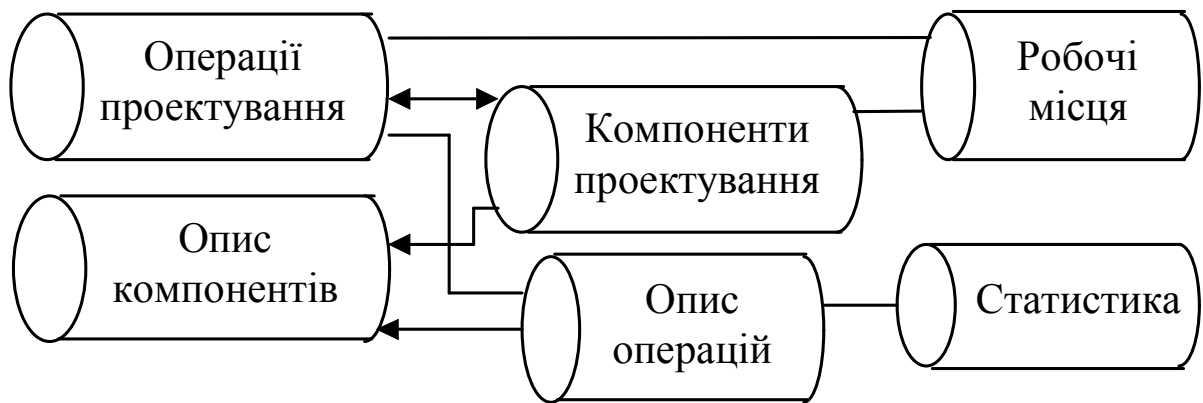 Операції
проектування
Робочі
місця
Компоненти
проектування
Опис
компонентів
Опис
операцій
Статистика